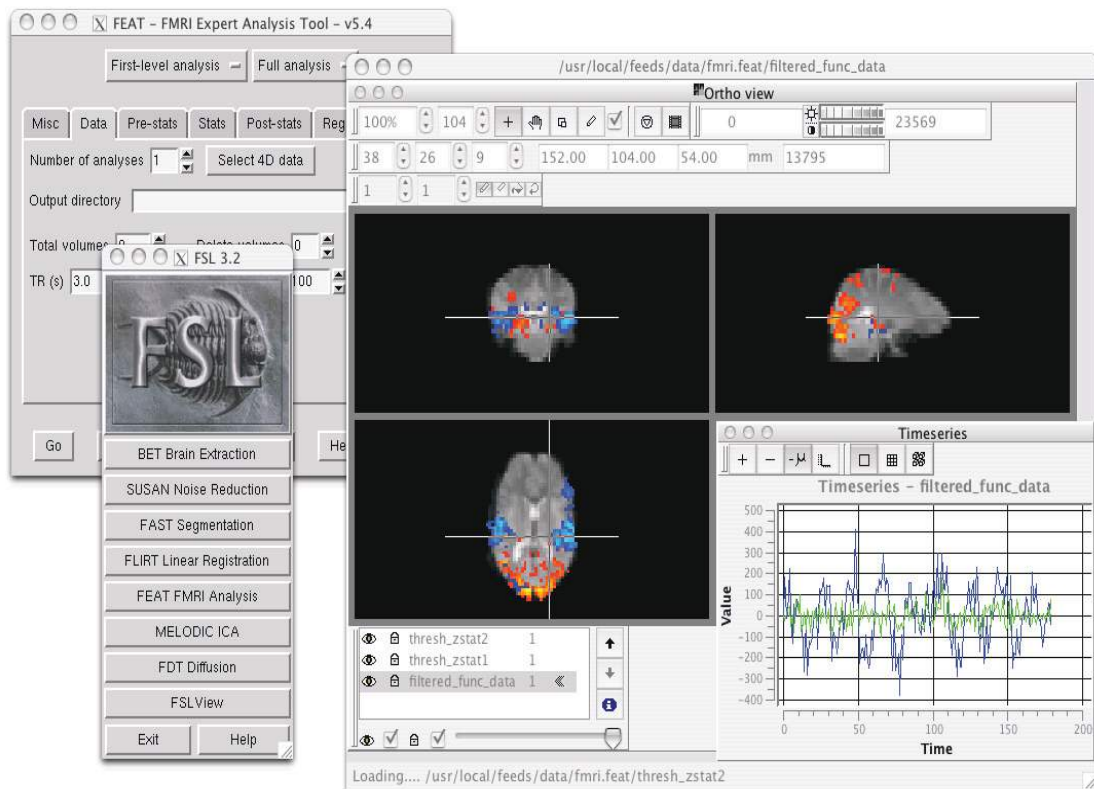 FEAT - FMRI Expert Analysis Tool - v5.4
First-level analysis
Full analysis
Misc
Data
Pre-stats
Stats
Post-stats
Reg
Number of analyses 1
Select 4D data
Output directory
Total volumes
0
TR (s) 3.0
100
Go
FSL 3.2
FSL
BET Brain Extraction
SUSAN Noise Reduction
FAST Segmentation
FLIRT Linear Registration
FEAT FMRI Analysis
MELODIC ICA
FDT Diffusion
FSLView
Exit
Help
/usr/local/feeds/data/fmri.feat/filtered_func_data
Ortho view
100% 104 0 23569
38 26 9 152.00 104.00 54.00 mm 13795
1 1
thresh_zstat2 1
thresh_zstat1 1
filtered_func_data 1
Loading.... /usr/local/feeds/data/fmri.feat/thresh_zstat2
Timeseries
Timeseries - filtered_func_data
500
400
300
200
100
0
-100
-200
-300
-400
Value
0 50 100 150 200
Time